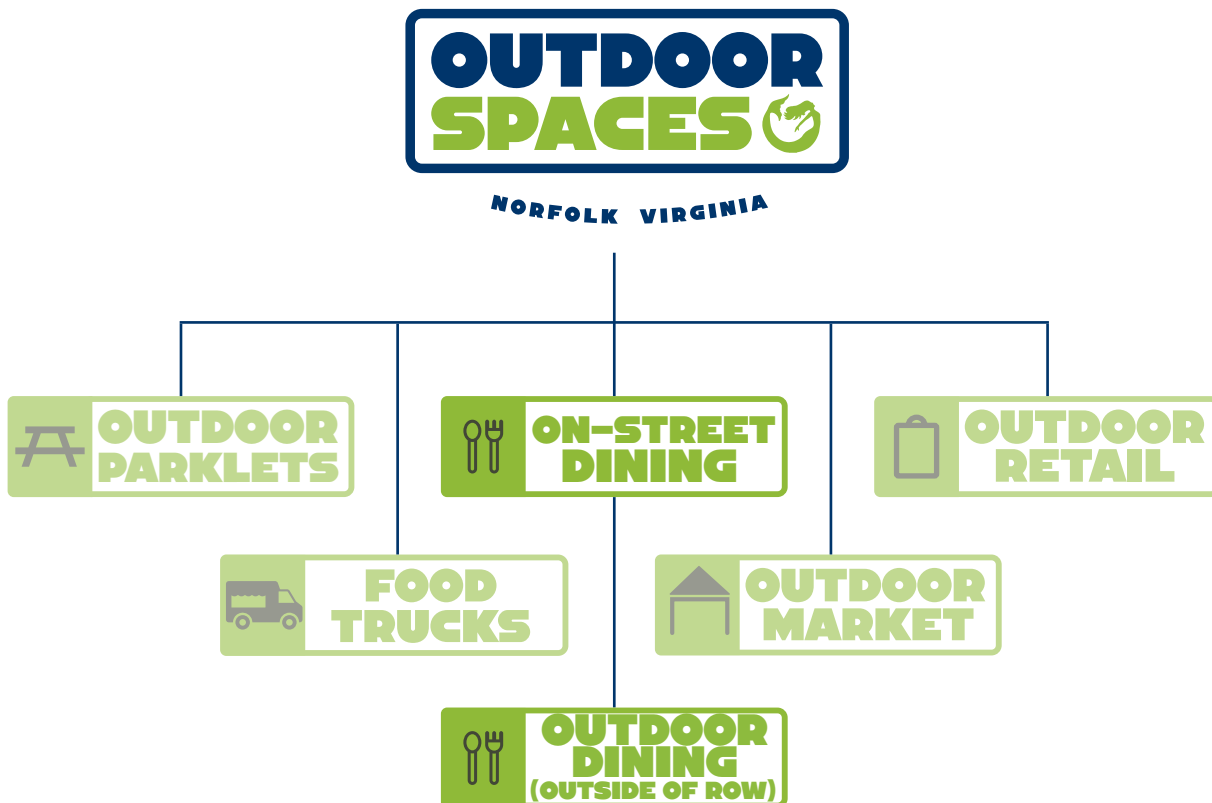 OUTDOOR
SPACES
NORFOLK VIRGINIA
OUTDOOR
PARKLETS
ON-STREET
DINING
OUTDOOR
RETAIL
FOOD
TRUCKS
OUTDOOR
MARKET
OUTDOOR
DINING
(OUTSIDE OF ROW)